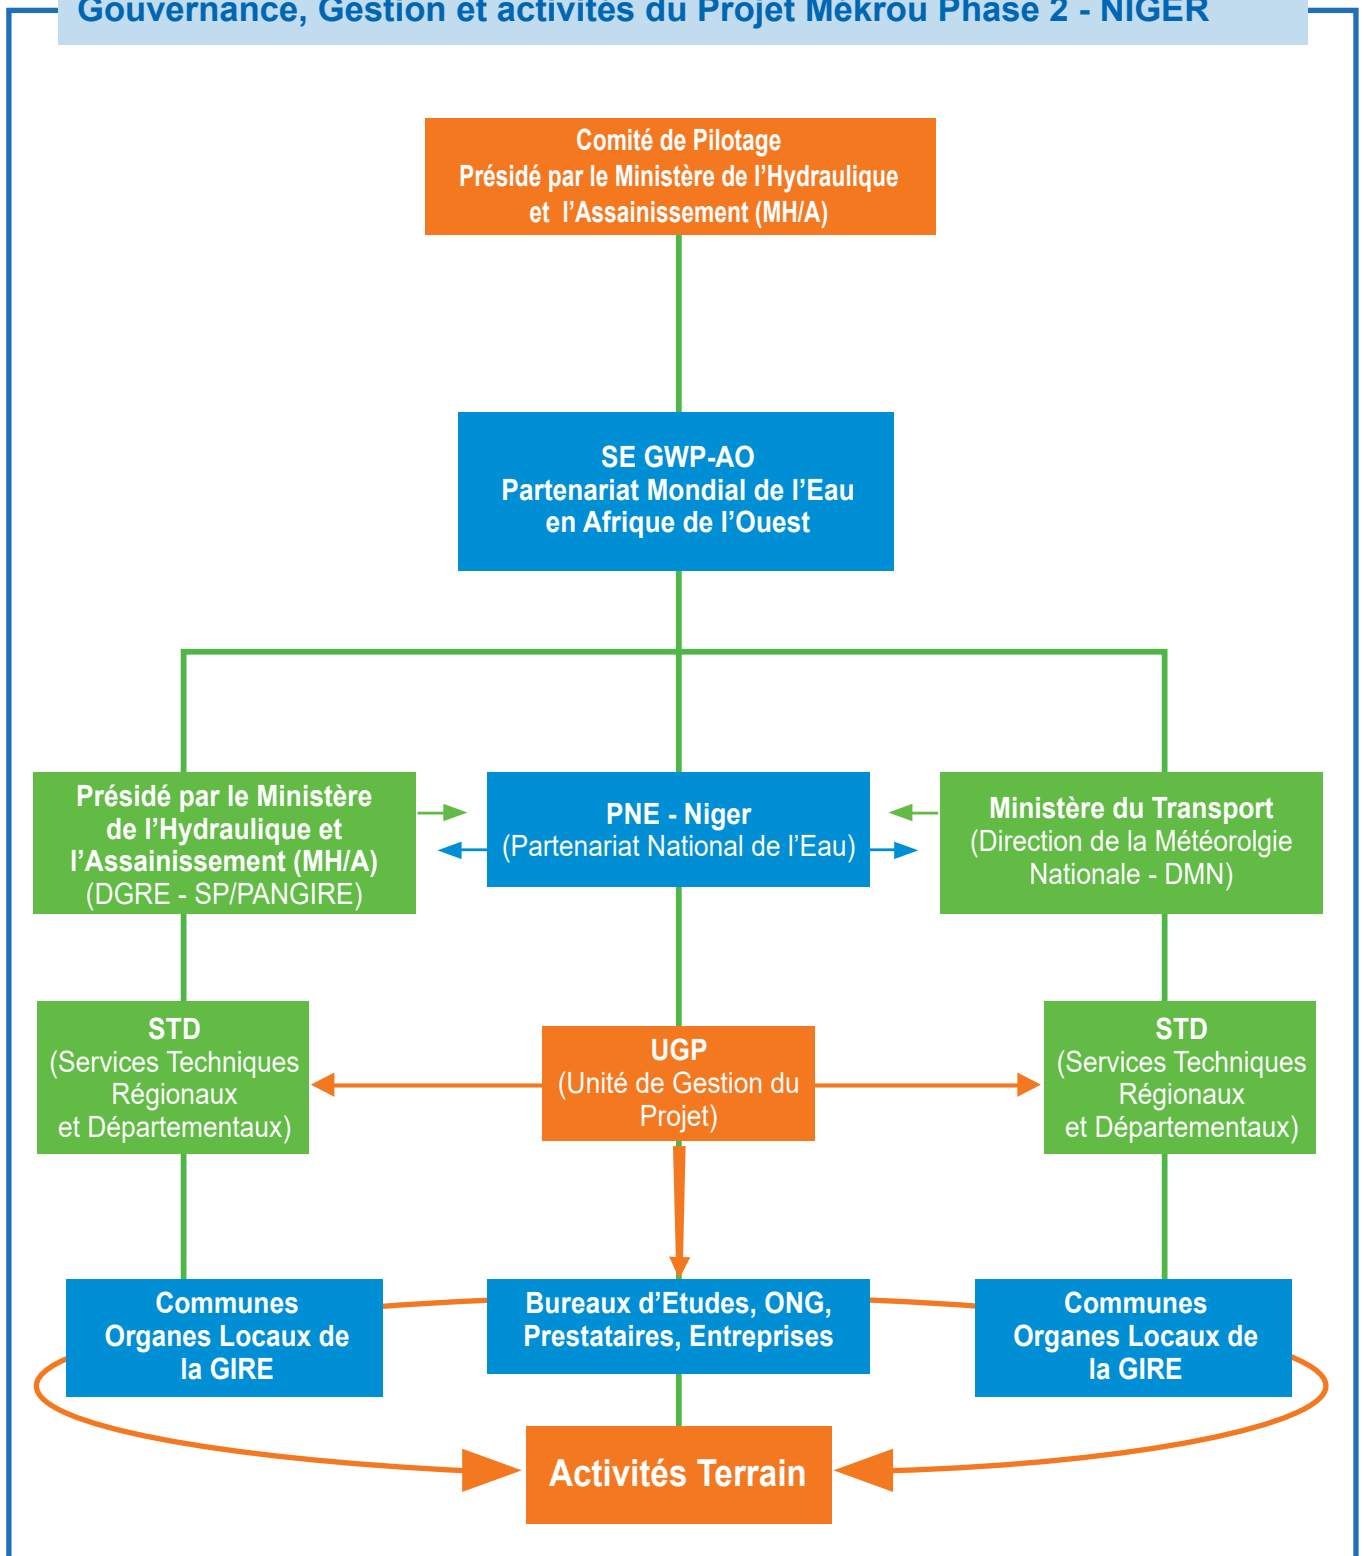 Gouvernance, Gestion et activités du Projet Mékrou Phase 2 - NIGER
Comité de Pilotage
Présidé par le Ministère de l'Hydraulique
et l'Assainissement (MH/A)
SE GWP-AO
Partenariat Mondial de l'Eau
en Afrique de l'Ouest
Présidé par le Ministère
de l'Hydraulique et
l'Assainissement (MH/A)
(DGRE - SP/PANGIRE)
PNE - Niger
(Partenariat National de l'Eau)
Ministère du Transport
(Direction de la Météorolgie
Nationale - DMN)
STD
(Services Techniques
Régionaux
et Départementaux)
UGP
(Unité de Gestion du
Projet)
STD
(Services Techniques
Régionaux
et Départementaux)
Communes
Organes Locaux de
la GIRE
Bureaux d'Etudes, ONG,
Prestataires, Entreprises
Communes
Organes Locaux de
la GIRE
Activités Terrain